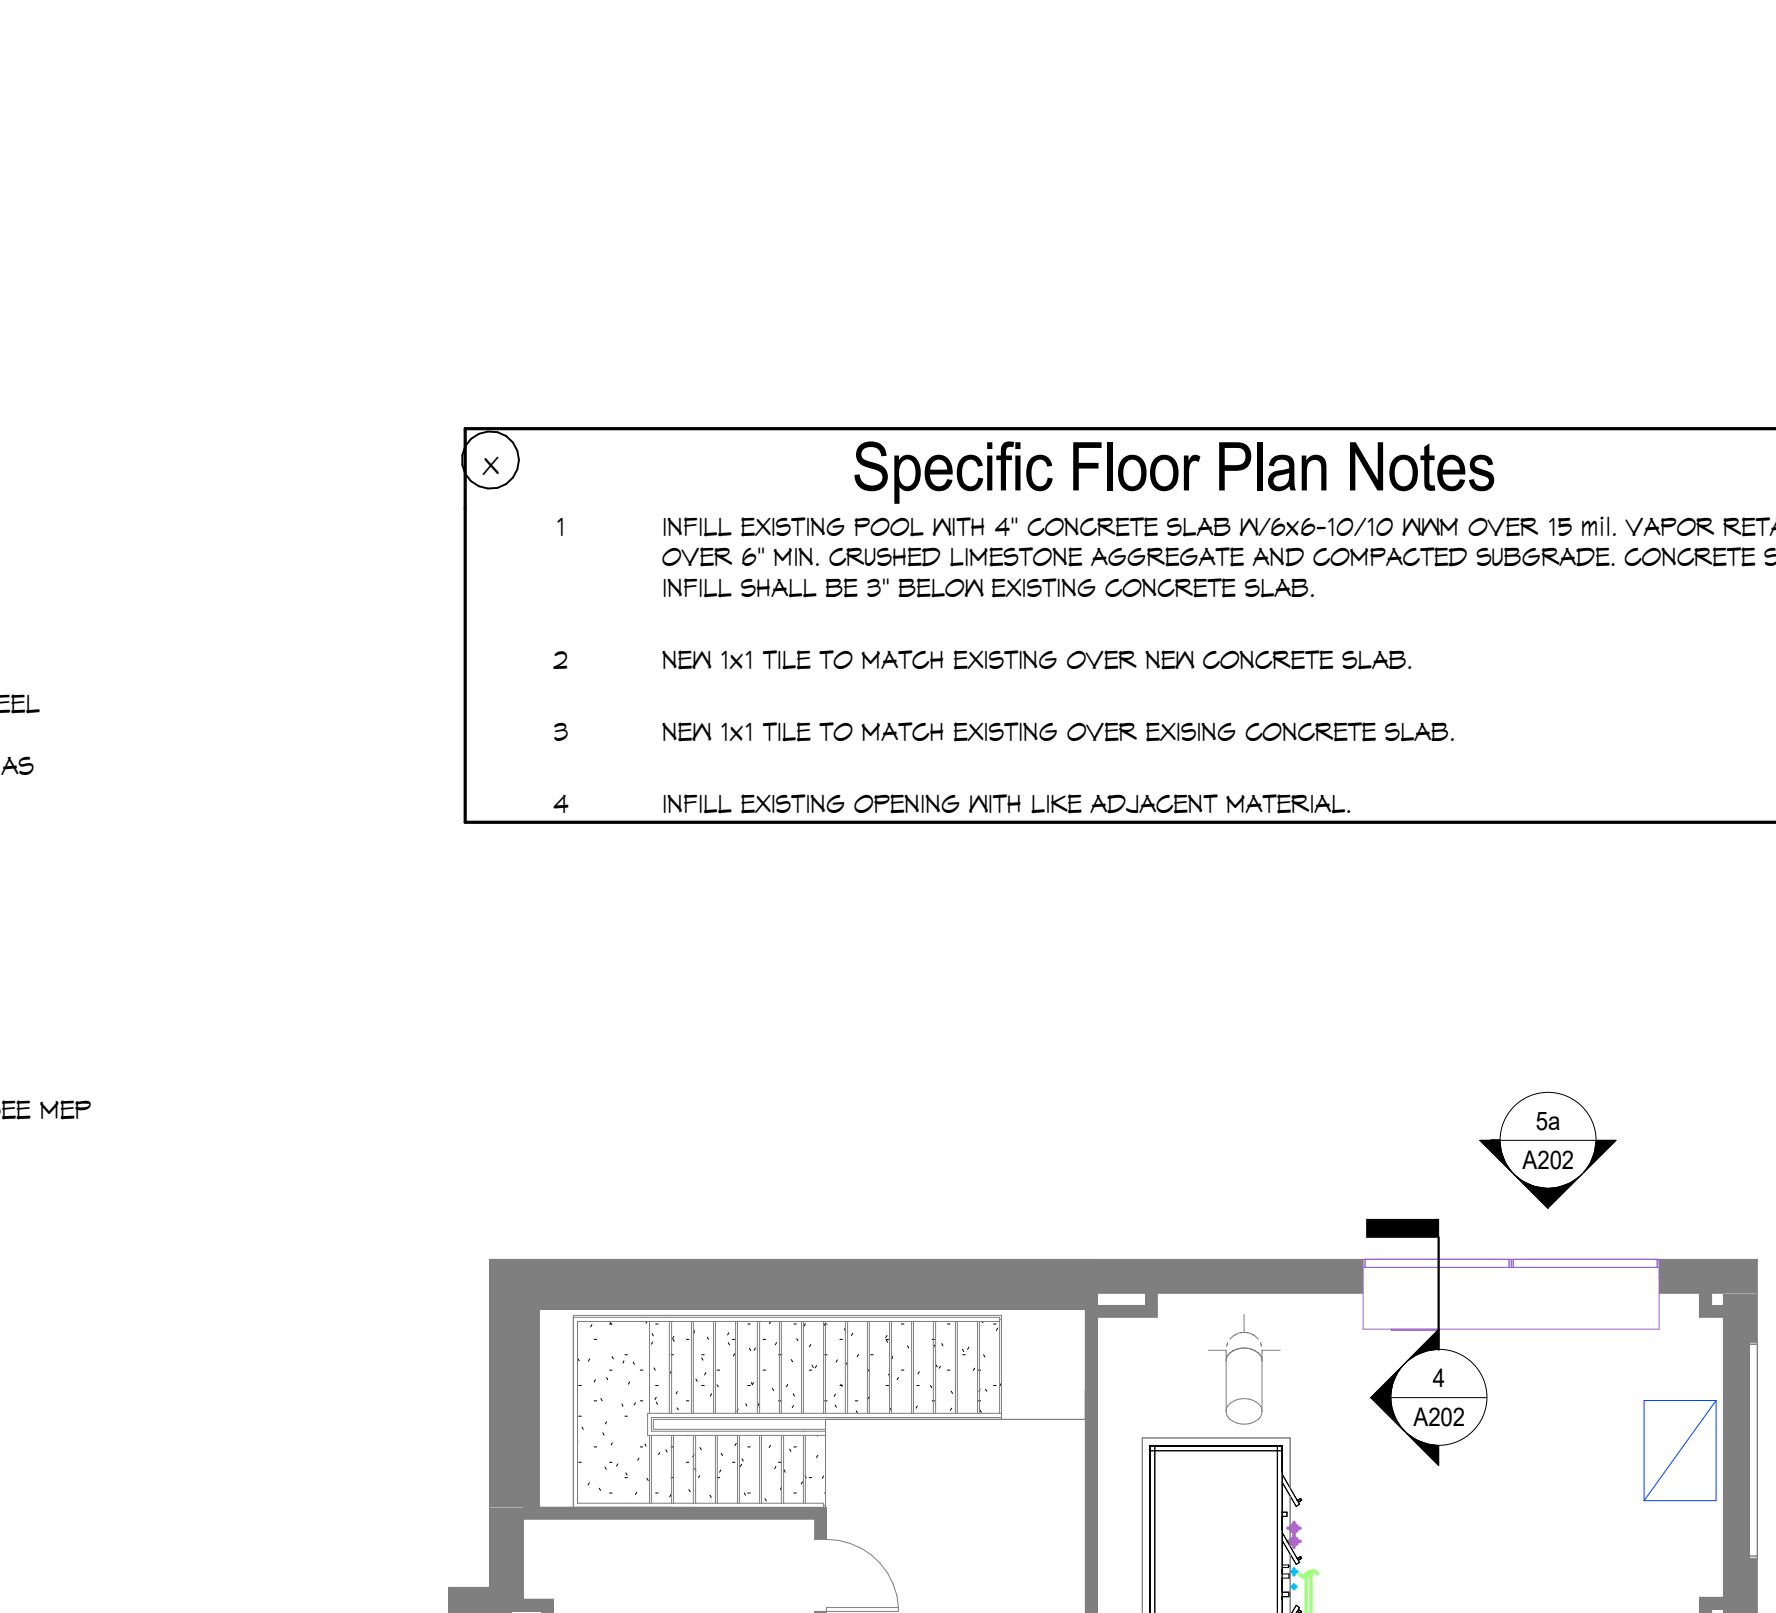 x
Specific Floor Plan Notes
1 INFILL EXISTING POOL WITH 4" CONCRETE SLAB W/6x6-10/10 WWM OVER 15 mil. VAPOR
OVER 6" MIN. CRUSHED LIMESTONE AGGREGATE AND COMPACTED SUBGRADE. CONCRETE
INFILL SHALL BE 3" BELOW EXISTING CONCRETE SLAB.
2 NEW 1x1 TILE TO MATCH EXISTING OVER NEW CONCRETE SLAB.
3 NEW 1x1 TILE TO MATCH EXISTING OVER EXISING CONCRETE SLAB.
4 INFILL EXISTING OPENING WITH LIKE ADJACENT MATERIAL.
AS
MEP
5a
A202
4
A202